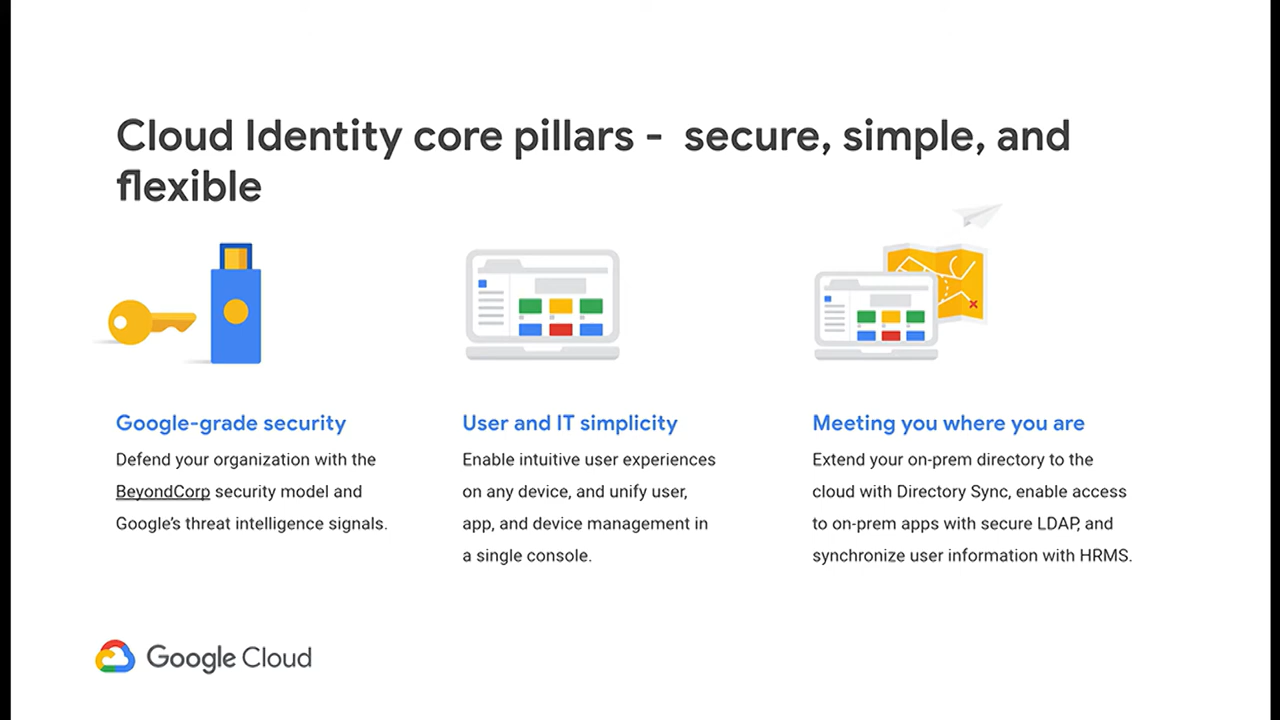 Cloud Identity core pillars - secure, simple, and
flexible
Google-grade security
Defend your organization with the
BeyondCorp security model and
Google's threat intelligence signals.
User and IT simplicity
Enable intuitive user experiences
on any device, and unify user,
app, and device management in
a single console.
Meeting you where you are
Extend your on-prem directory to the
cloud with Directory Sync, enable access
to on-prem apps with secure LDAP, and
synchronize user information with HRMS.
Google Cloud